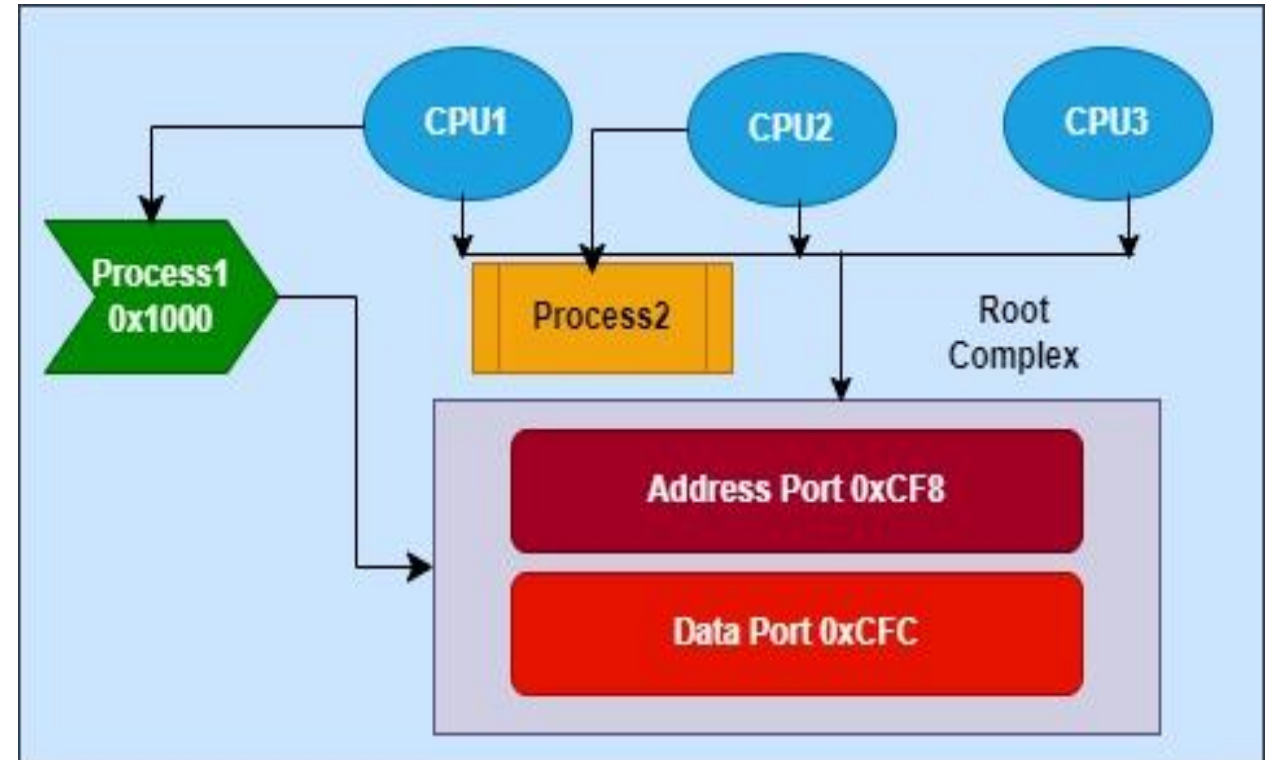 CPU1
CPU2
CPU3
Process1
0x1000
Process2
Root
Complex
Address Port 0xCF8
Data Port 0xCFC